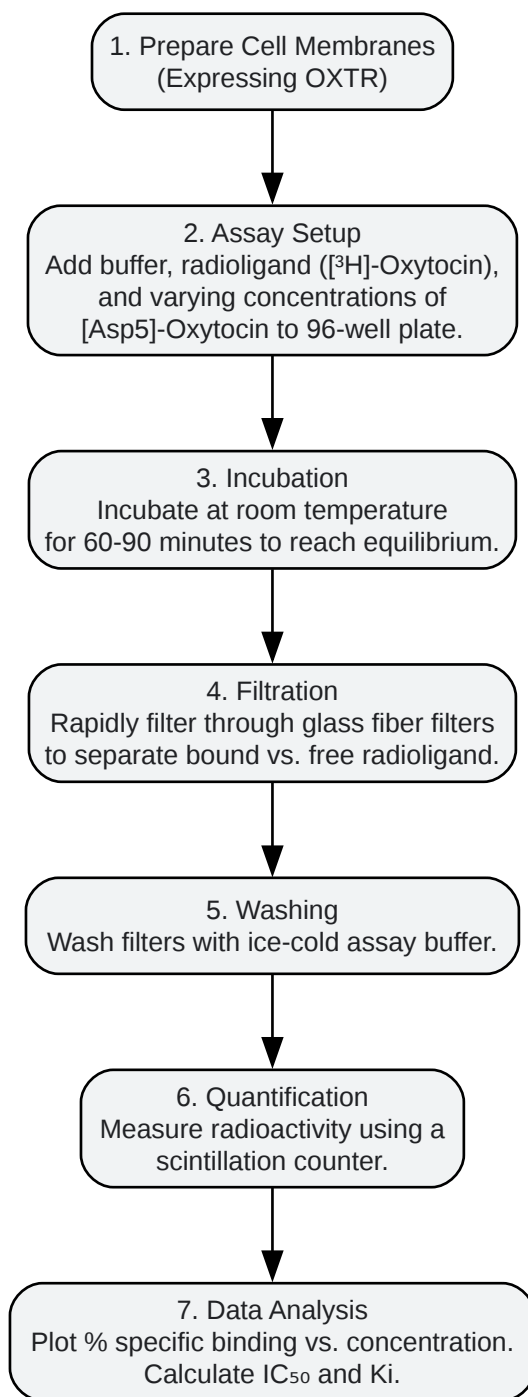 1. Prepare Cell Membranes
(Expressing OXTR)
2. Assay Setup
Add buffer, radioligand ([³H]-Oxytocin),
and varying concentrations of
[Asp5]-Oxytocin to 96-well plate.
3. Incubation
Incubate at room temperature
for 60-90 minutes to reach equilibrium.
4. Filtration
Rapidly filter through glass fiber filters
to separate bound vs. free radioligand.
5. Washing
Wash filters with ice-cold assay buffer.
6. Quantification
Measure radioactivity using a
scintillation counter.
7. Data Analysis
Plot % specific binding vs. concentration.
Calculate IC₅₀ and Ki.